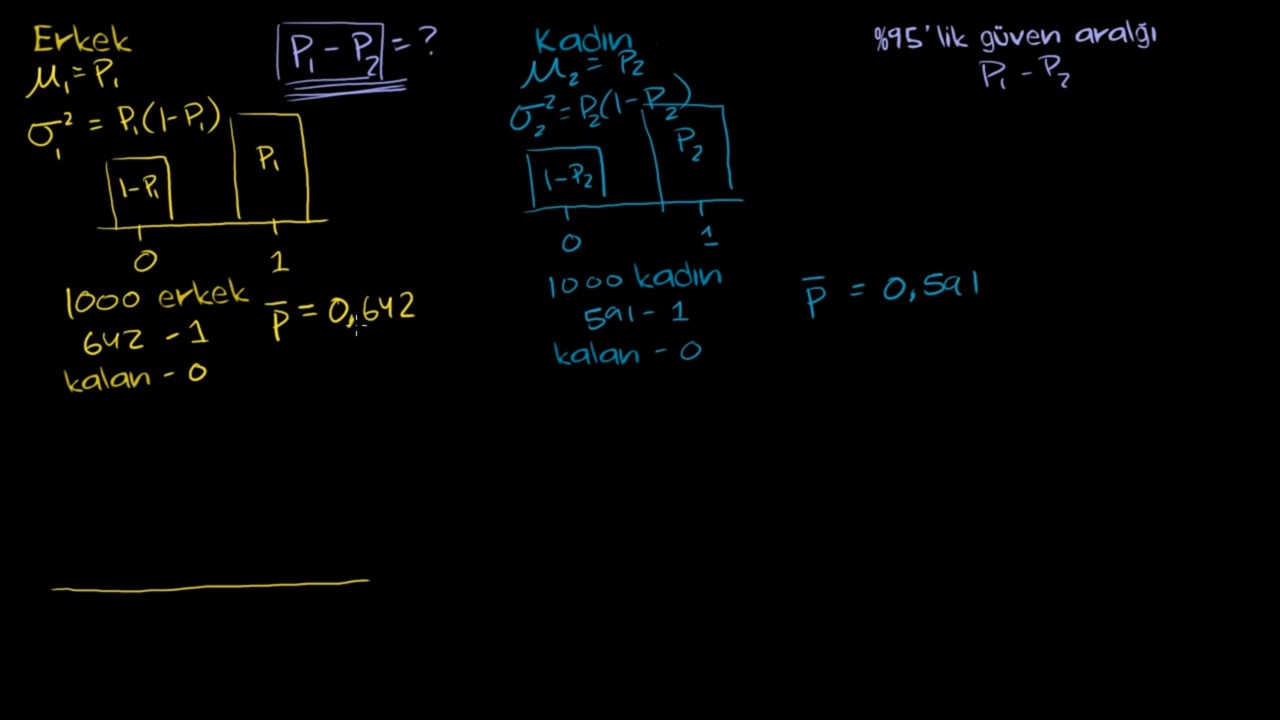 Erkek
μ₁ = P₁
σ₁² = P₁(1-P₁)
1-P₁
P₁
0
1
1000 erkek
642 - 1
kalan - 0
p̅ = 0,642
P₁ - P₂ = ?
Kadın
μ₂ = P₂
σ₂² = P₂(1-P₂)
1-P₂
P₂
0
1
1000 kadın
591 - 1
kalan - 0
p̅ = 0,591
%95'lik güven aralğı
P₁ - P₂